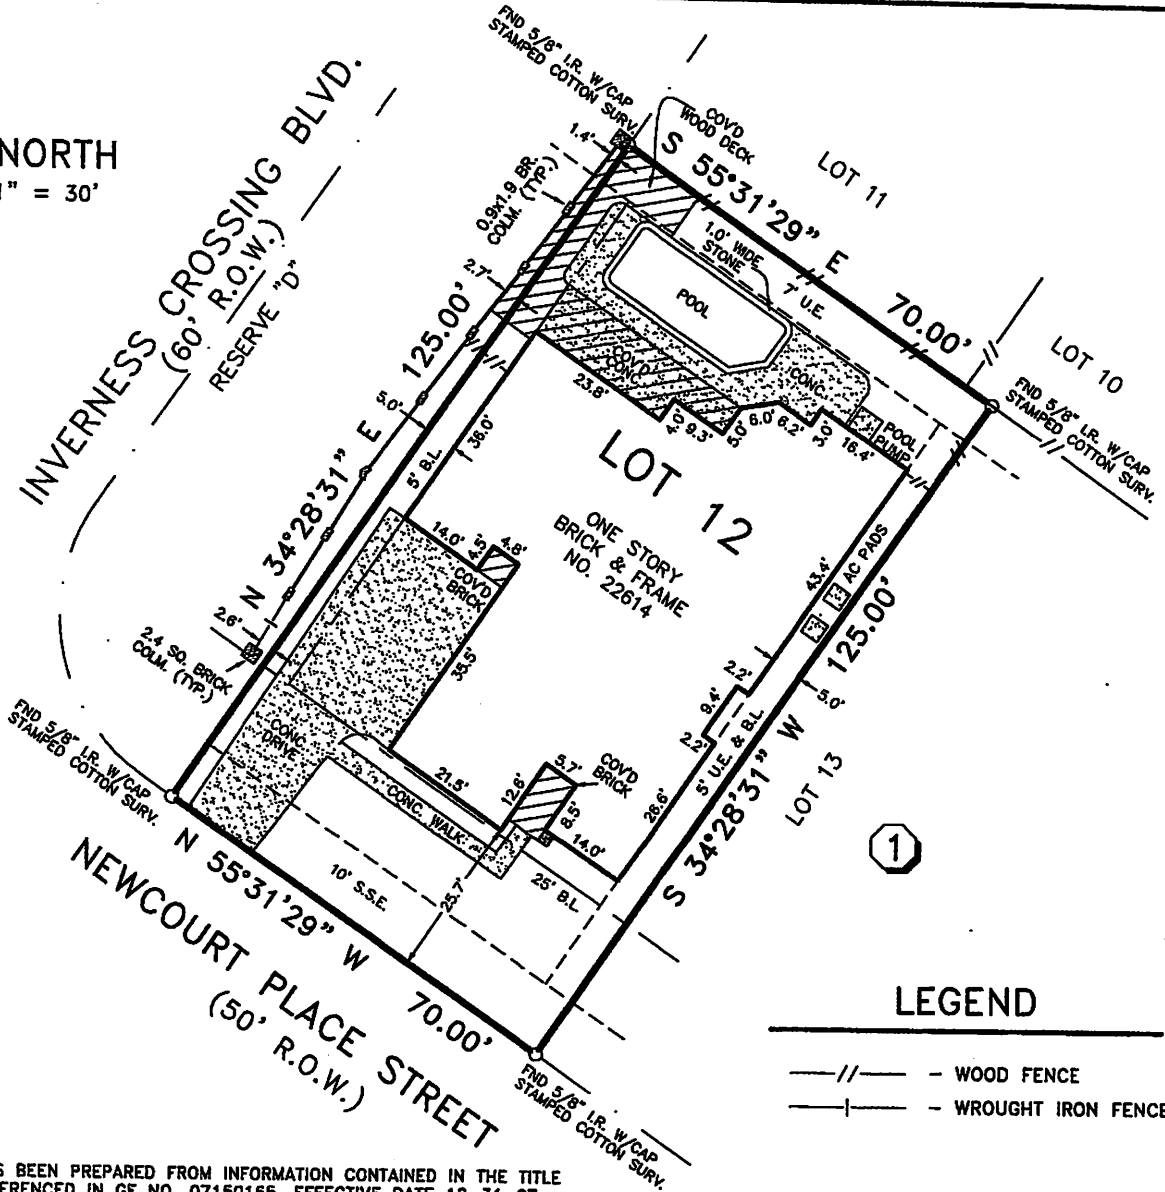 NORTH
1" = 30'
FND 5/8" I.R. W/CAP
STAMPED COTTON SURV.
COV'D
WOOD DECK
LOT 11
1.4'
0.9x1.9 BR.
COLM. (TYP.)
S 55°31'29" E 70.00'
1.0' WIDE
STONE
7' U.E.
POOL
INVERNESS CROSSING BLVD.
(60' R.O.W.)
RESERVE "D"
2.7'
N 34°28'31" E 125.00'
5.0'
COV'D
CONC.
CONC.
LOT 10
FND 5/8" I.R. W/CAP
STAMPED COTTON SURV.
POOL
PUMP
23.8'
4.0'
9.3'
5.0'
6.0'
6.2'
3.0'
16.4'
36.0'
5' B.L.
LOT 12
ONE STORY
BRICK & FRAME
NO. 22614
14.0'
4.5'
4.8'
COV'D
BRICK
43.4'
AC PADS
35.5'
2.6'
2.4 SQ. BRICK
COLM. (TYP.)
S 34°28'31" W 125.00'
5.0'
2.2'
9.4'
2.2'
5' U.E. & B.L.
LOT 13
FND 5/8" I.R. W/CAP
STAMPED COTTON SURV.
CONC.
DRIVE
21.5'
CONC. WALK
12.6'
5.7'
COV'D
BRICK
8.5'
14.0'
26.6'
25' B.L.
25.7'
10' S.S.E.
1
N 55°31'29" W 70.00'
NEWCOURT PLACE STREET
(50' R.O.W.)
FND 5/8" I.R. W/CAP
STAMPED COTTON SURV.
LEGEND
—//— – WOOD FENCE
—|— – WROUGHT IRON FENCE
S BEEN PREPARED FROM INFORMATION CONTAINED IN THE TITLE